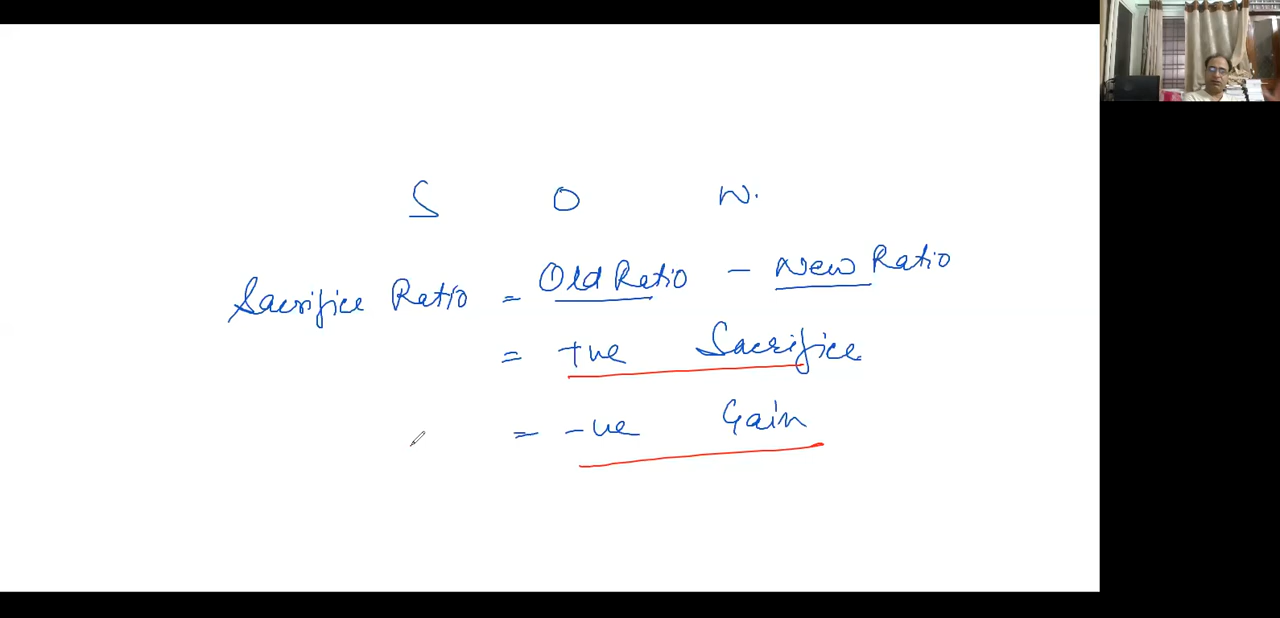 S O N.
Sacrifice Ratio = Old Ratio - New Ratio
= +ve Sacrifice
= -ve Gain